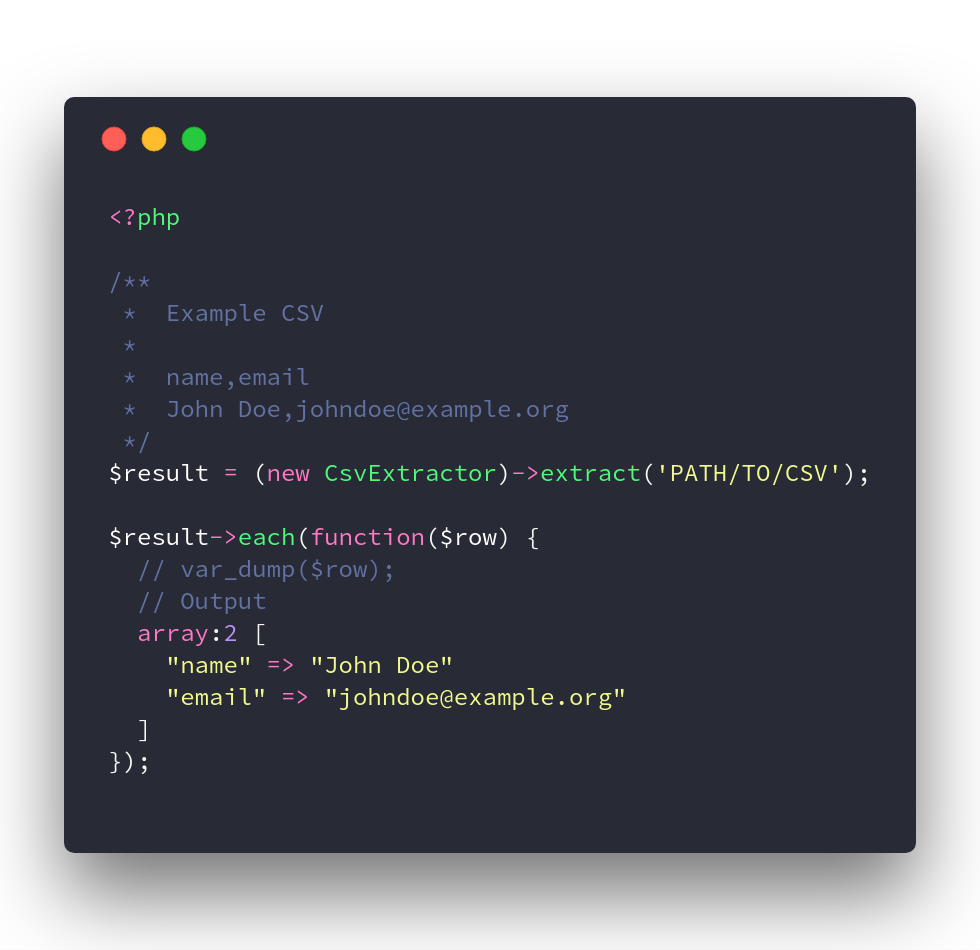 <?php
/**
 *  Example CSV
 *
 *  name,email
 *  John Doe,johndoe@example.org
 */
$result = (new CsvExtractor)->extract('PATH/TO/CSV');
$result->each(function($row) {
  // var_dump($row);
  // Output
  array:2 [
    "name" => "John Doe"
    "email" => "johndoe@example.org"
  ]
});